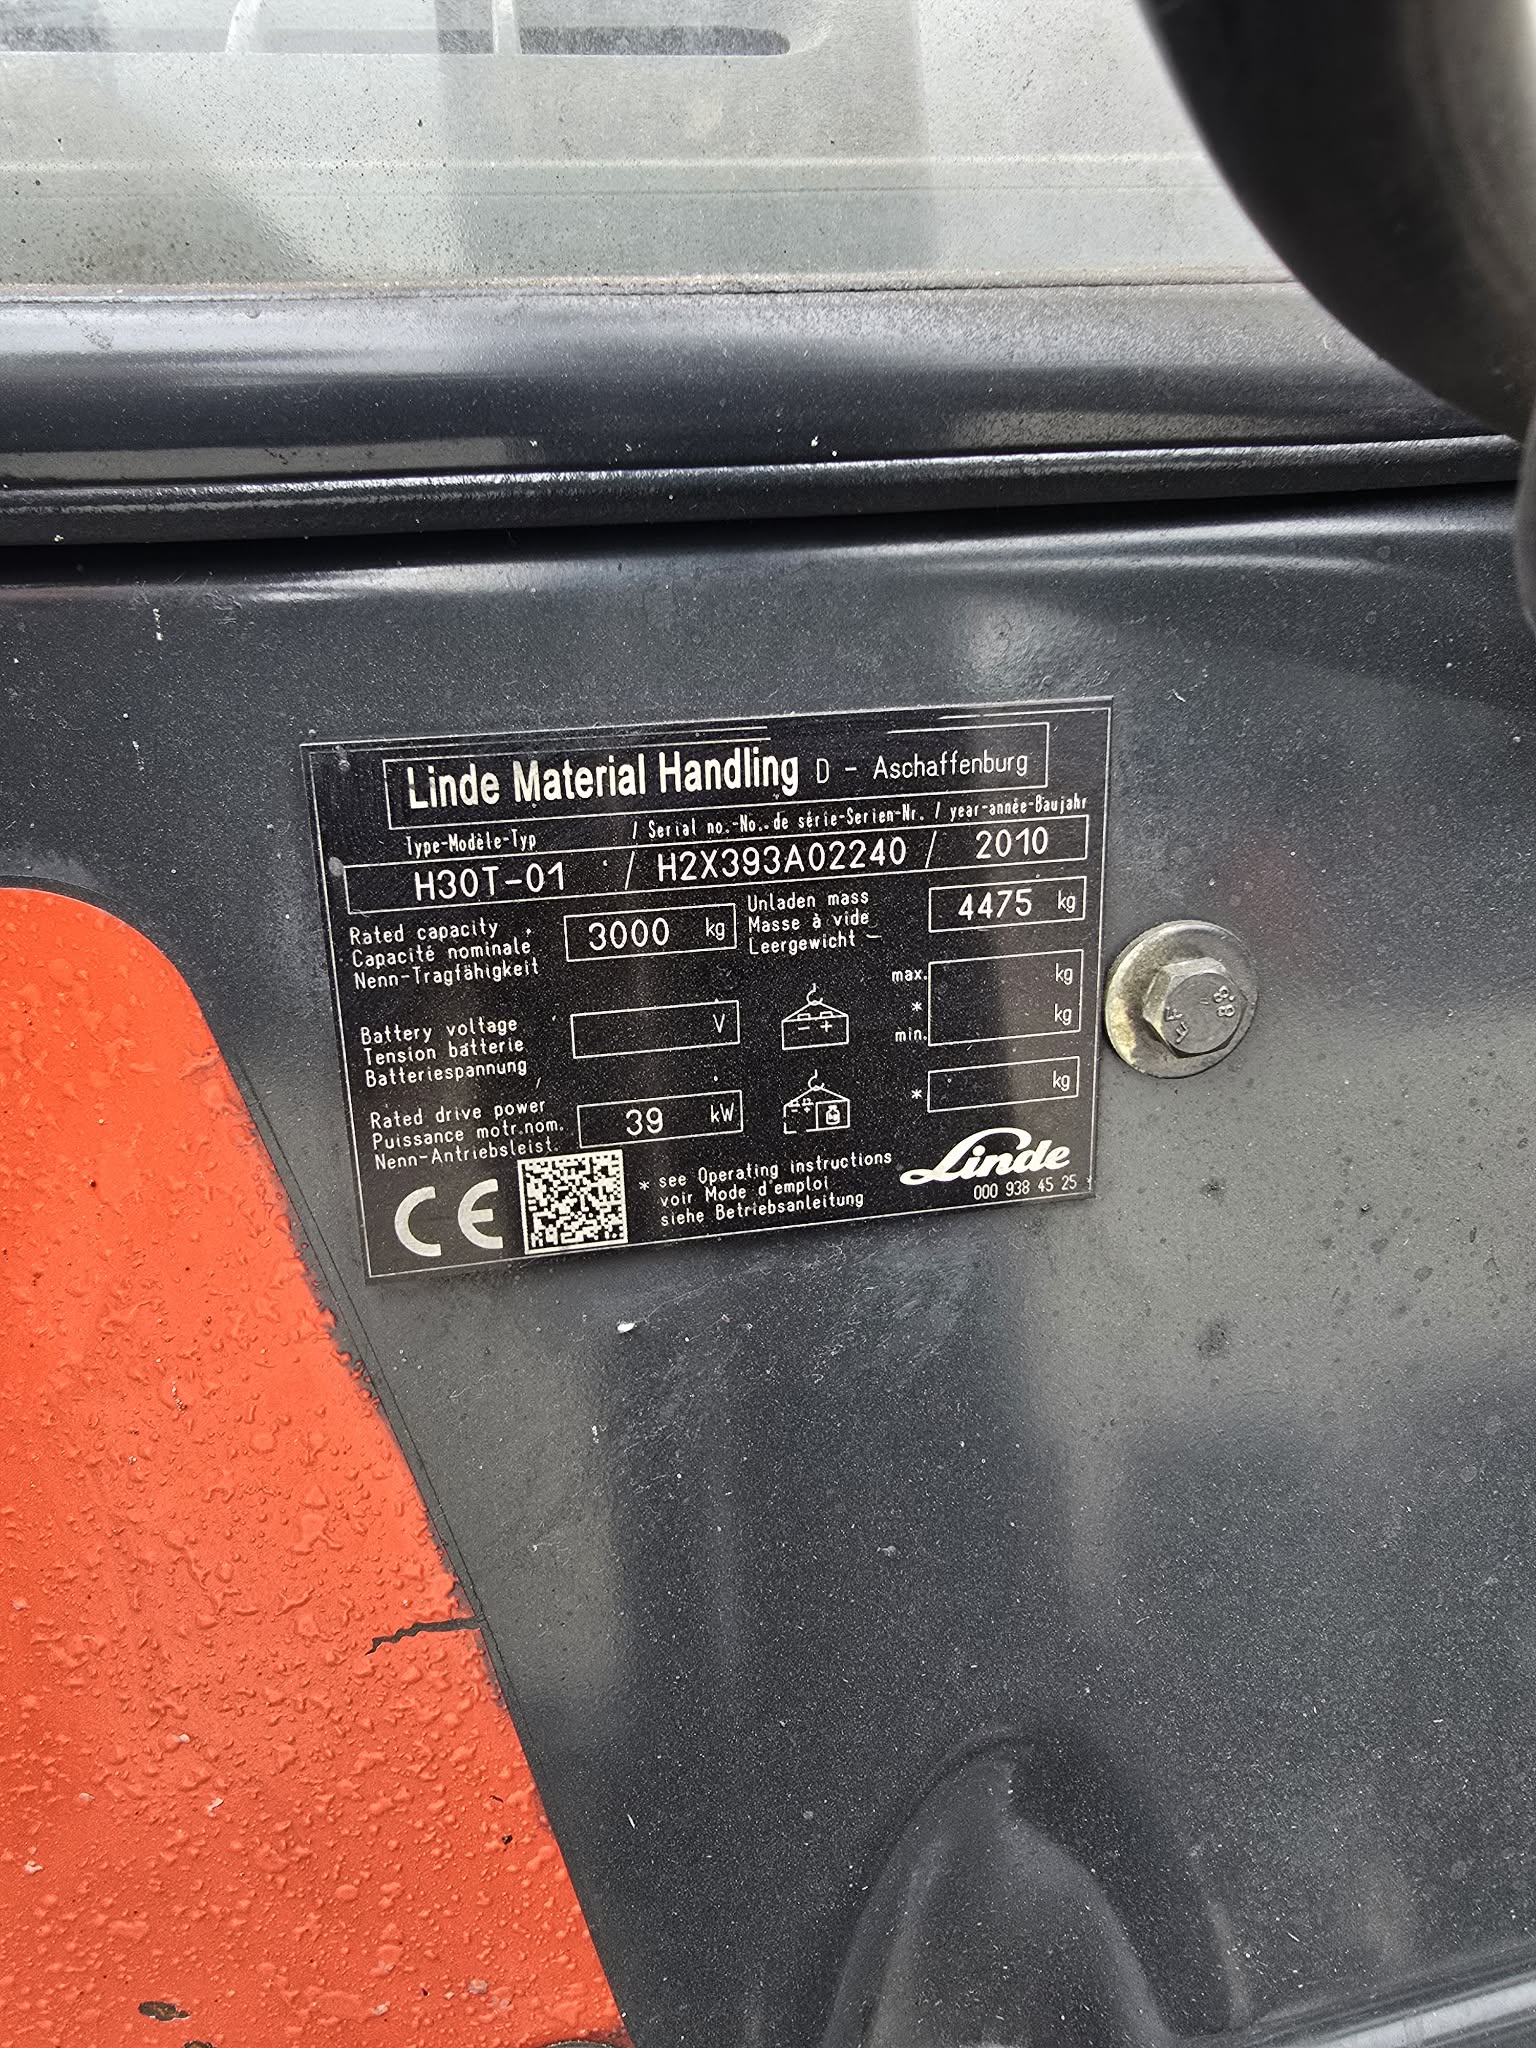 Linde Material Handling D - Aschaffenburg
Type-Modèle-Typ / Serial no.-No. de série-Serien-Nr. / year-année-Baujahr
H30T-01 / H2X393A02240 / 2010
Rated capacity
Capacité nominale
Nenn-Tragfähigkeit
3000 kg
Unladen mass
Masse à vide
Leergewicht
4475 kg
Battery voltage
Tension batterie
Batteriespannung
V
- +
max. kg
* kg
min.
Rated drive power
Puissance motr.nom.
Nenn-Antriebsleist.
39 kW
- +
* kg
CE
* see Operating instructions
voir Mode d'emploi
siehe Betriebsanleitung
Linde
000 938 45 25
8.8